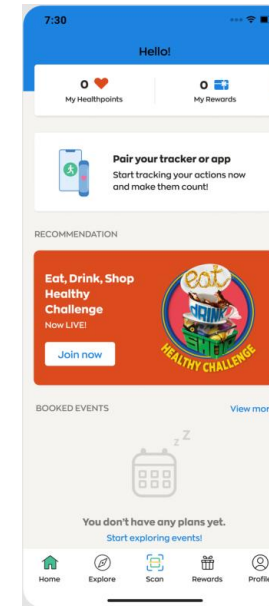 7:30
Hello!
0 0
My Healthpoints My Rewards
Pair your tracker or app
Start tracking your actions now
and make them count!
RECOMMENDATION
Eat, Drink, Shop
Healthy
Challenge
Now LIVE!
Join now
eat
DRINK
SHOP
HEALTHY CHALLENGE
BOOKED EVENTS View mor
z Z
You don't have any plans yet.
Start exploring events!
Home Explore Scan Rewards Profile